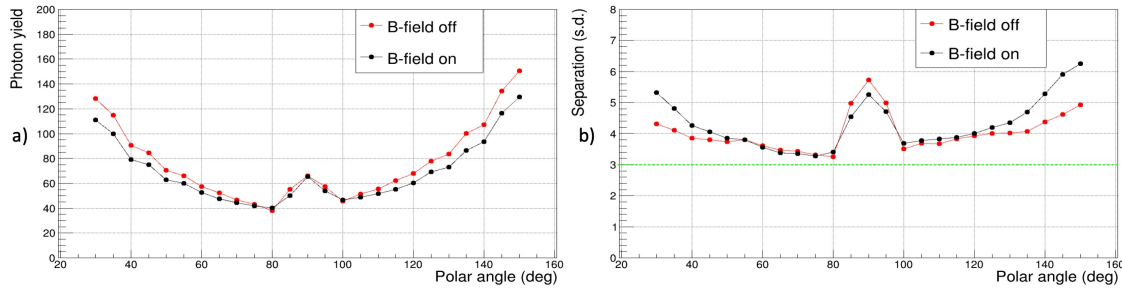 a)
Photon yield
200
180
160
140
120
100
80
60
40
20
0
B-field off
B-field on
20 40 60 80 100 120 140 160
Polar angle (deg)
b)
Separation (s.d.)
8
7
6
5
4
3
2
1
0
B-field off
B-field on
20 40 60 80 100 120 140 160
Polar angle (deg)